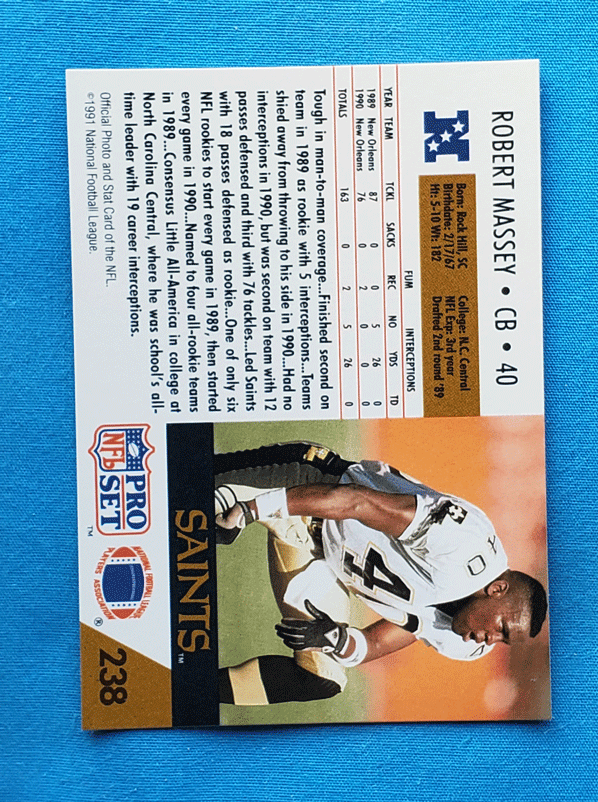 ROBERT MASSEY • CB • 40
N
Born: Rock Hill, SC
Birthdate: 2/17/67
Ht: 5-10 Wt: 182
College: N.C. Central
NFL Exp: 3rd year
Drafted 2nd round '89
FUM INTERCEPTIONS
YEAR TEAM TCKL SACKS REC NO YDS TD
1989 New Orleans 87 0 0 5 26 0
1990 New Orleans 76 0 2 0 0 0
TOTALS 163 0 2 5 26 0
Tough in man-to-man coverage...Finished second on
team in 1989 as rookie with 5 interceptions...Teams
shied away from throwing to his side in 1990...Had no
interceptions in 1990, but was second on team with 12
passes defensed and third with 76 tackles...Led Saints
with 18 passes defensed as rookie...One of only six
NFL rookies to start every game in 1989, then started
every game in 1990...Named to four all-rookie teams
in 1989...Consensus Little All-America in college at
North Carolina Central, where he was school's all-
time leader with 19 career interceptions.
Official Photo and Stat Card of the NFL.
©1991 National Football League.
40
SAINTS™
NFL PRO SET™
NATIONAL FOOTBALL LEAGUE
PLAYERS ASSOCIATION ®
238